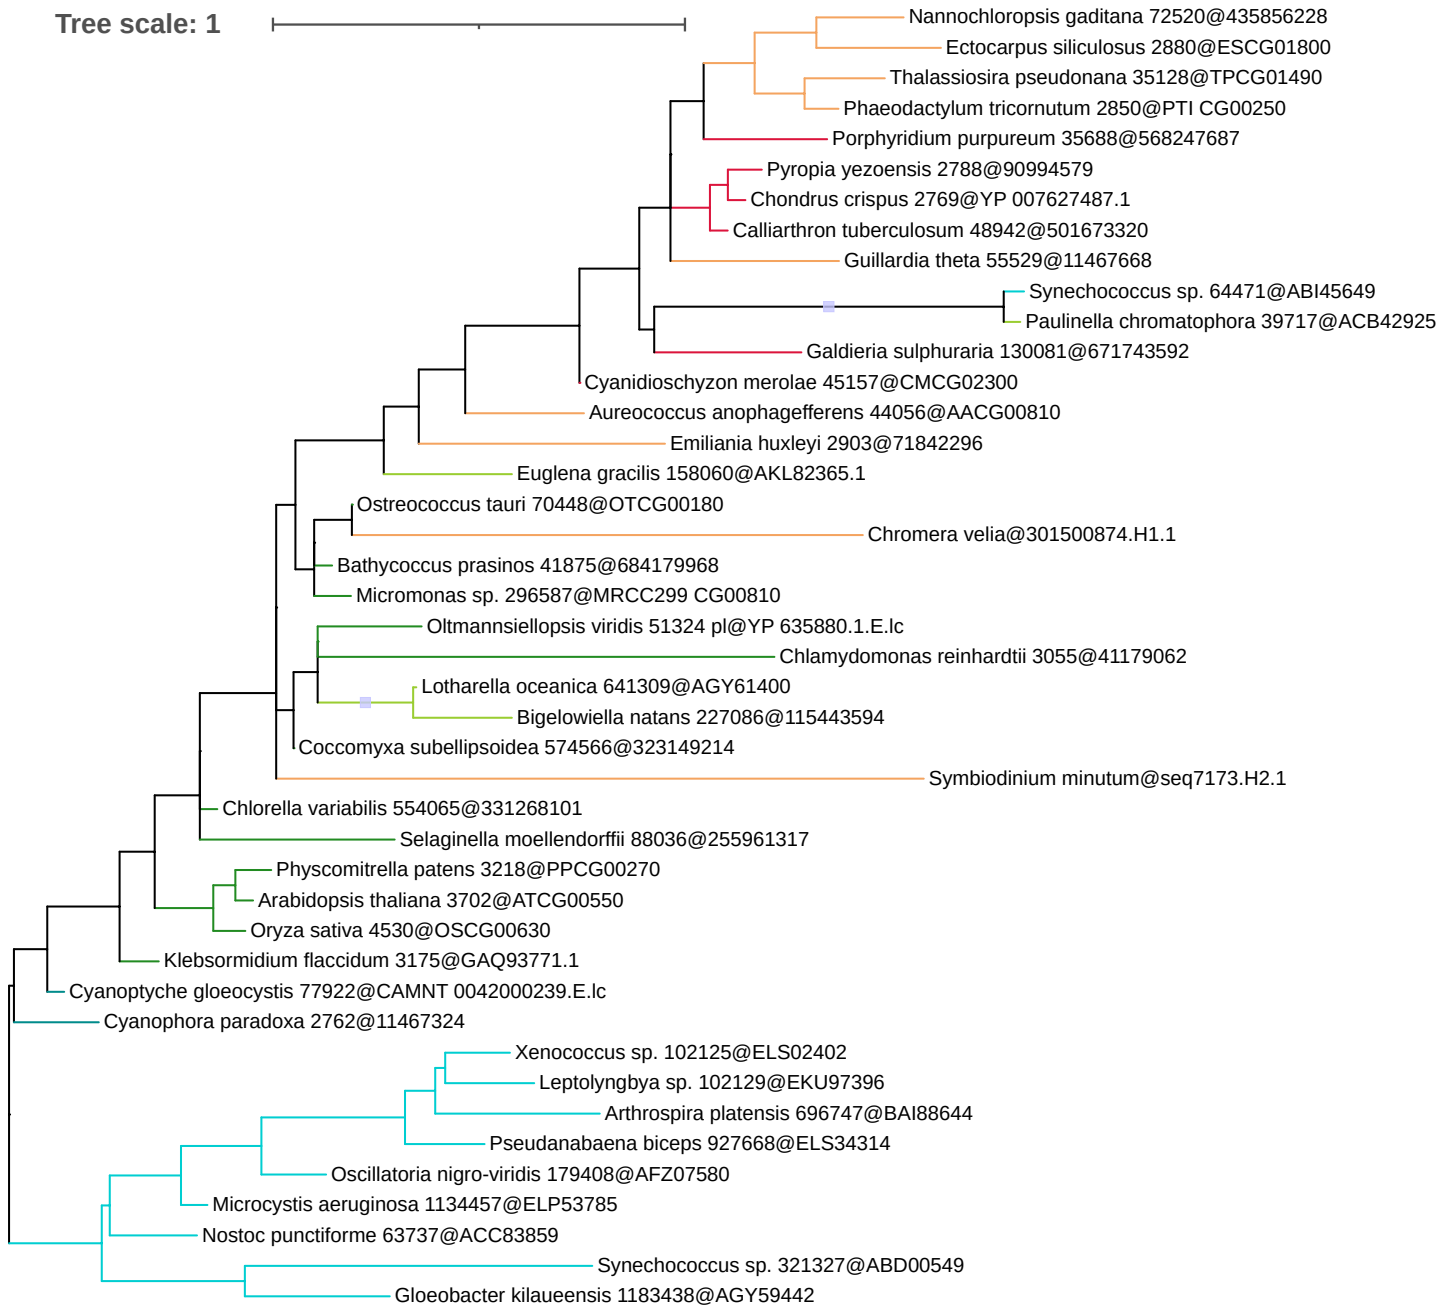 Tree scale: 1
Nannochloropsis gaditana 72520@435856228
Ectocarpus siliculosus 2880@ESCG01800
Thalassiosira pseudonana 35128@TPCG01490
Phaeodactylum tricornutum 2850@PTI CG00250
Porphyridium purpureum 35688@568247687
Pyropia yezoensis 2788@90994579
Chondrus crispus 2769@YP 007627487.1
Calliarthron tuberculosum 48942@501673320
Guillardia theta 55529@11467668
Synechococcus sp. 64471@ABI45649
Paulinella chromatophora 39717@ACB42925
Galdieria sulphuraria 130081@671743592
Cyanidioschyzon merolae 45157@CMCG02300
Aureococcus anophagefferens 44056@AACG00810
Emiliania huxleyi 2903@71842296
Euglena gracilis 158060@AKL82365.1
Ostreococcus tauri 70448@OTCG00180
Chromera velia@301500874.H1.1
Bathycoccus prasinos 41875@684179968
Micromonas sp. 296587@MRCC299 CG00810
Oltmannsiellopsis viridis 51324 pl@YP 635880.1.E.lc
Chlamydomonas reinhardtii 3055@41179062
Lotharella oceanica 641309@AGY61400
Bigelowiella natans 227086@115443594
Coccomyxa subellipsoidea 574566@323149214
Symbiodinium minutum@seq7173.H2.1
Chlorella variabilis 554065@331268101
Selaginella moellendorffii 88036@255961317
Physcomitrella patens 3218@PPCG00270
Arabidopsis thaliana 3702@ATCG00550
Oryza sativa 4530@OSCG00630
Klebsormidium flaccidum 3175@GAQ93771.1
Cyanoptyche gloeocystis 77922@CAMNT 0042000239.E.lc
Cyanophora paradoxa 2762@11467324
Xenococcus sp. 102125@ELS02402
Leptolyngbya sp. 102129@EKU97396
Arthrospira platensis 696747@BAI88644
Pseudanabaena biceps 927668@ELS34314
Oscillatoria nigro-viridis 179408@AFZ07580
Microcystis aeruginosa 1134457@ELP53785
Nostoc punctiforme 63737@ACC83859
Synechococcus sp. 321327@ABD00549
Gloeobacter kilaueensis 1183438@AGY59442